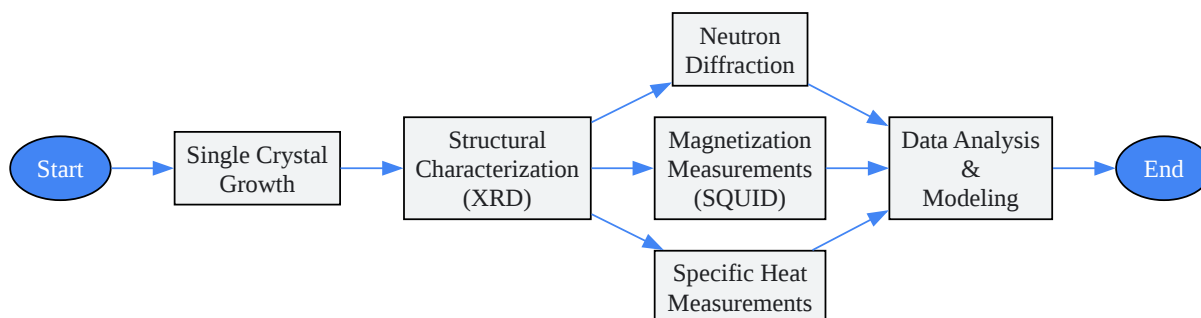 Start
Single Crystal
Growth
Structural
Characterization
(XRD)
Neutron
Diffraction
Magnetization
Measurements
(SQUID)
Specific Heat
Measurements
Data Analysis
&
Modeling
End